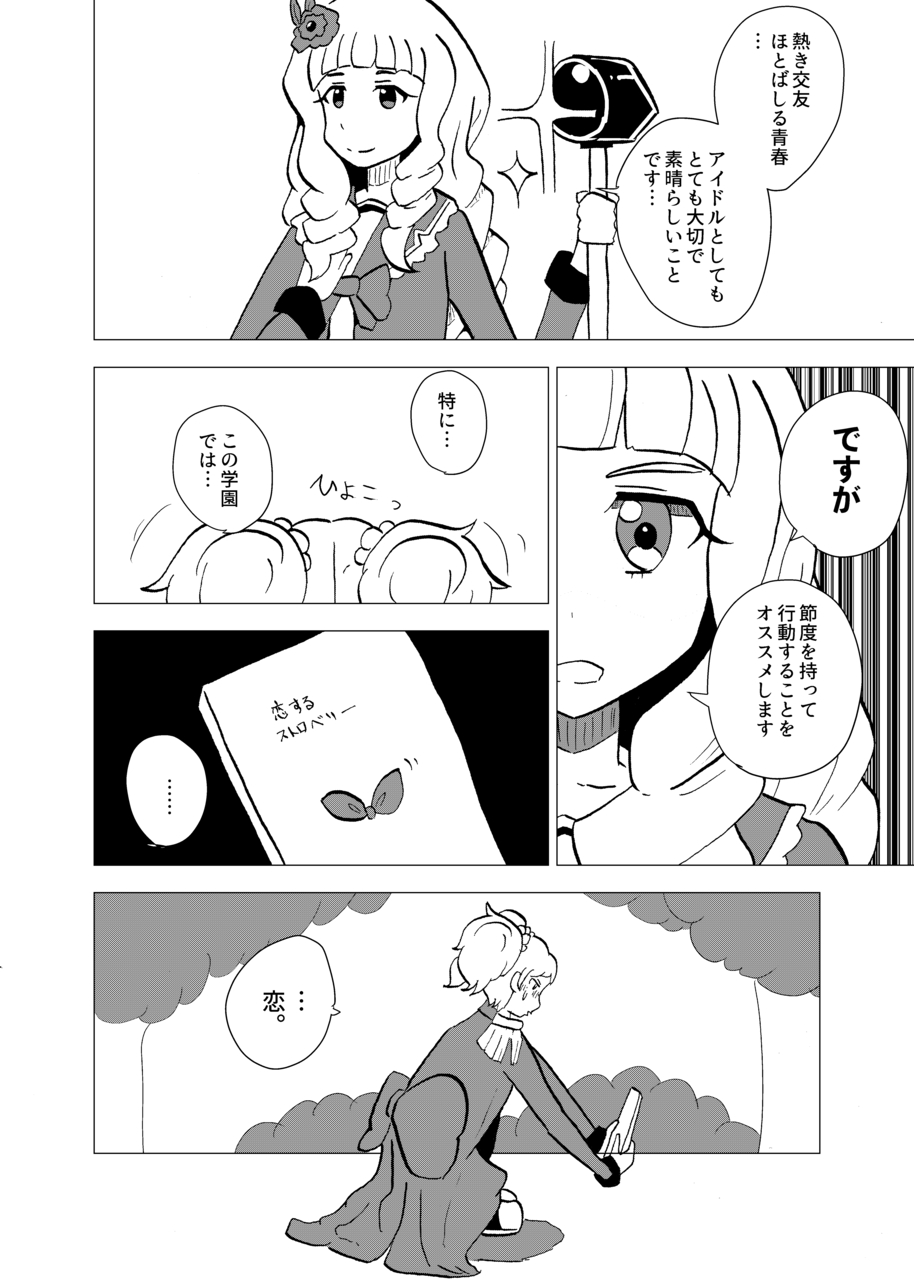 熱き交友
ほとばしる青春
…
アイドルとしても
とても大切で
素晴らしいこと
です…
ですが
節度を持って
行動することを
オススメします
特に…
この学園
では…
ひょこっ
恋する
ストロベリー
……
…
恋。